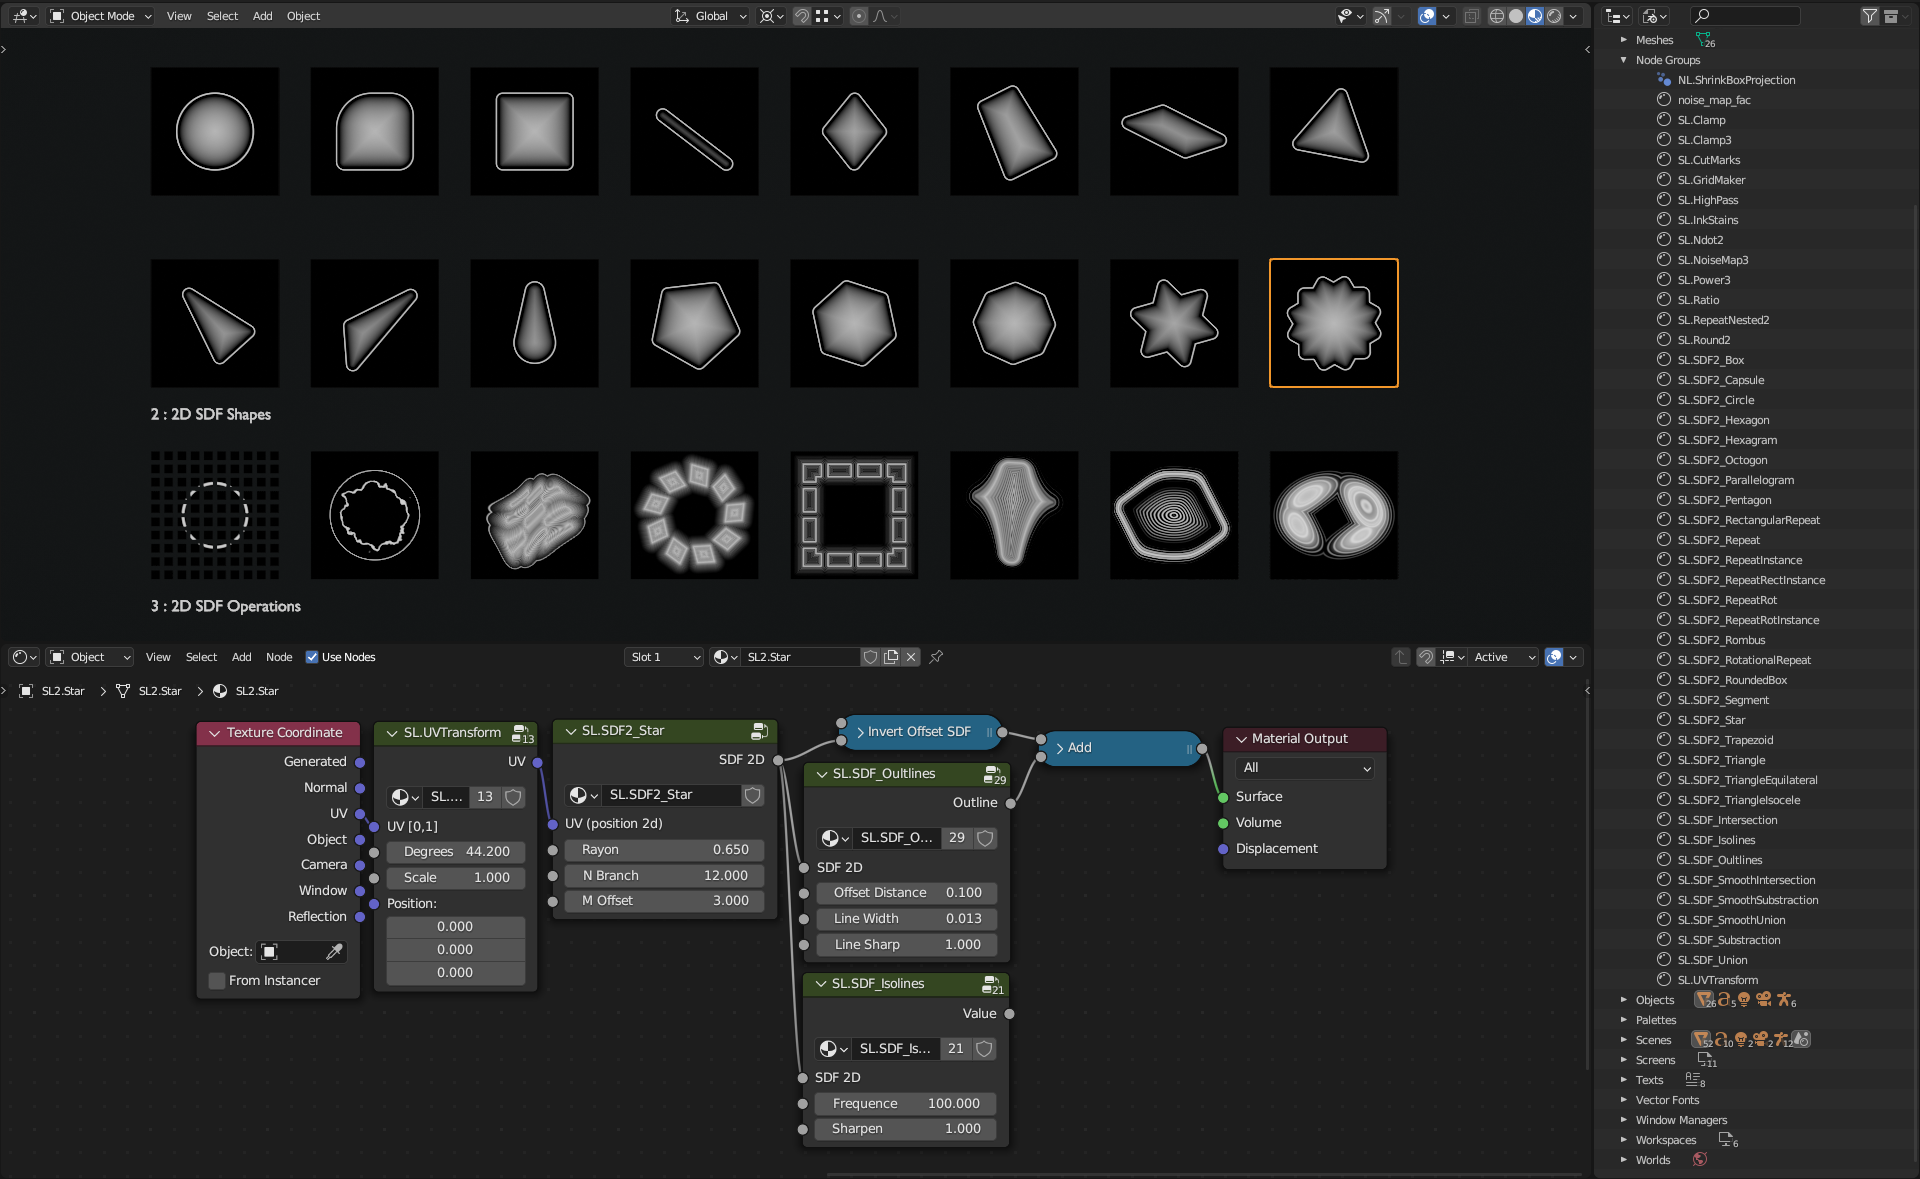 Object Mode View Select Add Object Global
2 : 2D SDF Shapes
3 : 2D SDF Operations
Object View Select Add Node Use Nodes Slot 1 SL2.Star Active
SL2.Star SL2.Star SL2.Star
Texture Coordinate
Generated
Normal
UV
Object
Camera
Window
Reflection
Object:
From Instancer
SL.UVTransform 13
UV
SL.... 13
UV [0,1]
Degrees 44.200
Scale 1.000
Position:
0.000
0.000
0.000
SL.SDF2_Star
SDF 2D
SL.SDF2_Star
UV (position 2d)
Rayon 0.650
N Branch 12.000
M Offset 3.000
Invert Offset SDF
SL.SDF_Oultlines 29
Outline
SL.SDF_O... 29
SDF 2D
Offset Distance 0.100
Line Width 0.013
Line Sharp 1.000
SL.SDF_Isolines 21
Value
SL.SDF_Is... 21
SDF 2D
Frequence 100.000
Sharpen 1.000
Add
Material Output
All
Surface
Volume
Displacement
Meshes 26
Node Groups
NL.ShrinkBoxProjection
noise_map_fac
SL.Clamp
SL.Clamp3
SL.CutMarks
SL.GridMaker
SL.HighPass
SL.InkStains
SL.Ndot2
SL.NoiseMap3
SL.Power3
SL.Ratio
SL.RepeatNested2
SL.Round2
SL.SDF2_Box
SL.SDF2_Capsule
SL.SDF2_Circle
SL.SDF2_Hexagon
SL.SDF2_Hexagram
SL.SDF2_Octogon
SL.SDF2_Parallelogram
SL.SDF2_Pentagon
SL.SDF2_RectangularRepeat
SL.SDF2_Repeat
SL.SDF2_RepeatInstance
SL.SDF2_RepeatRectInstance
SL.SDF2_RepeatRot
SL.SDF2_RepeatRotInstance
SL.SDF2_Rombus
SL.SDF2_RotationalRepeat
SL.SDF2_RoundedBox
SL.SDF2_Segment
SL.SDF2_Star
SL.SDF2_Trapezoid
SL.SDF2_Triangle
SL.SDF2_TriangleEquilateral
SL.SDF2_TriangleIsocele
SL.SDF_Intersection
SL.SDF_Isolines
SL.SDF_Oultlines
SL.SDF_SmoothIntersection
SL.SDF_SmoothSubstraction
SL.SDF_SmoothUnion
SL.SDF_Substraction
SL.SDF_Union
SL.UVTransform
Objects 26 5 6
Palettes
Scenes 52 10 2 2 12
Screens 11
Texts 8
Vector Fonts
Window Managers
Workspaces 6
Worlds